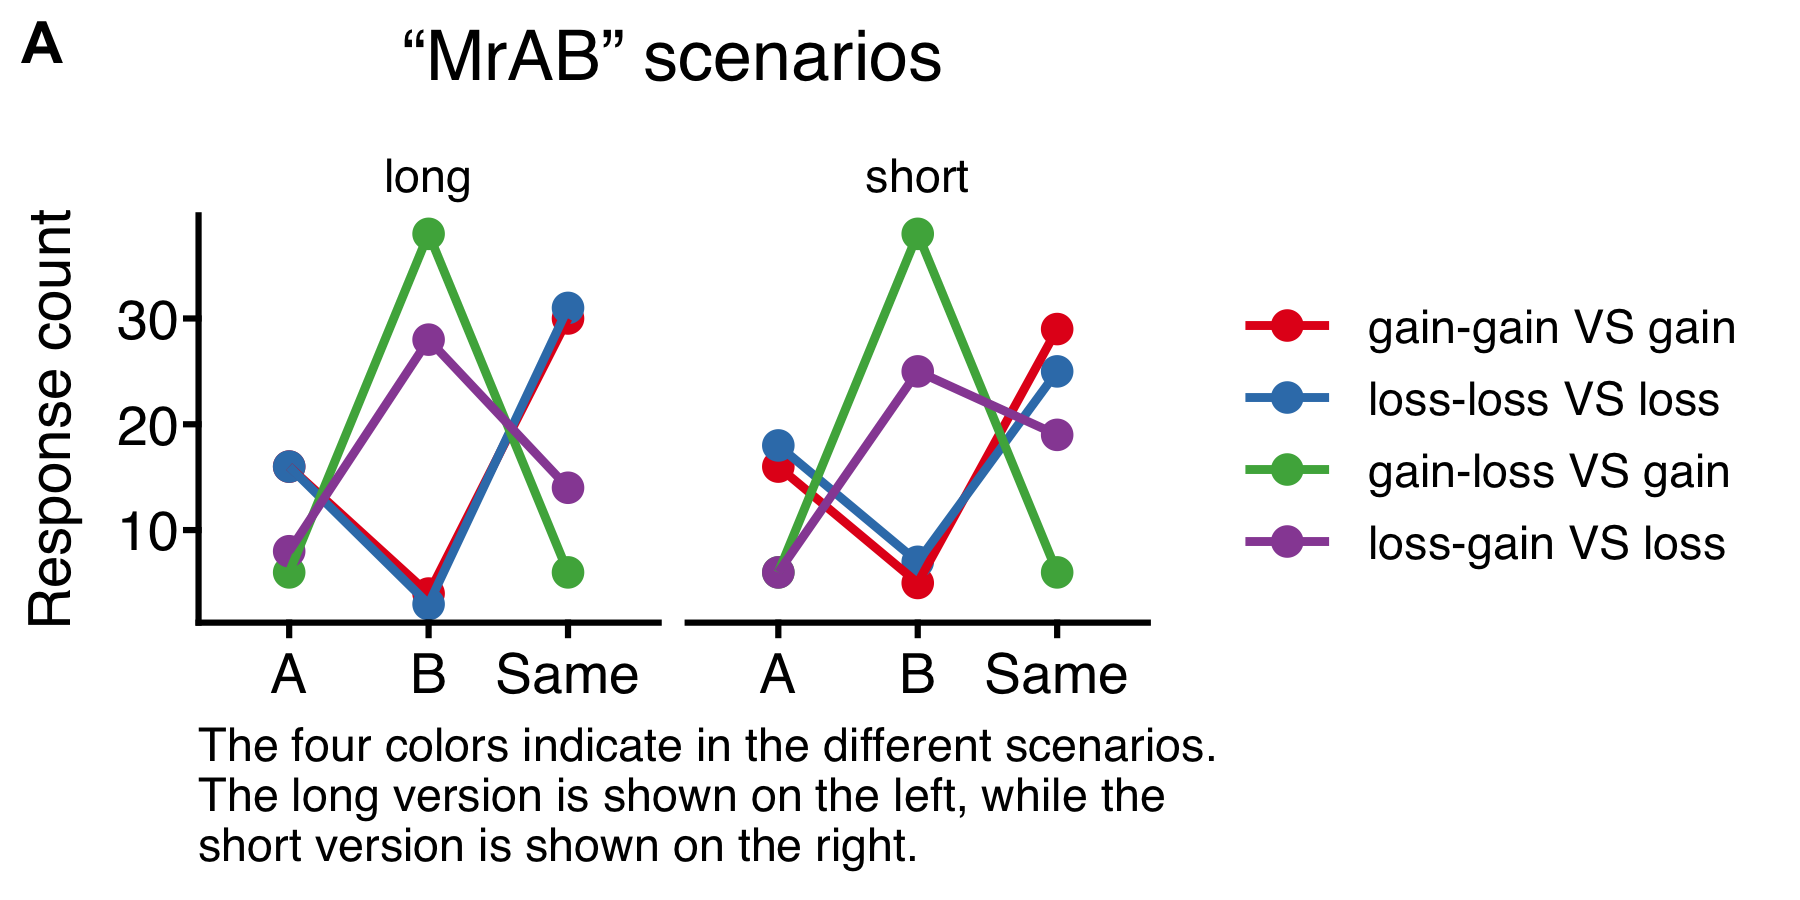 A
“MrAB” scenarios
long
short
Response count
30
20
10
A B Same
A B Same
gain-gain VS gain
loss-loss VS loss
gain-loss VS gain
loss-gain VS loss
The four colors indicate in the different scenarios.
The long version is shown on the left, while the
short version is shown on the right.